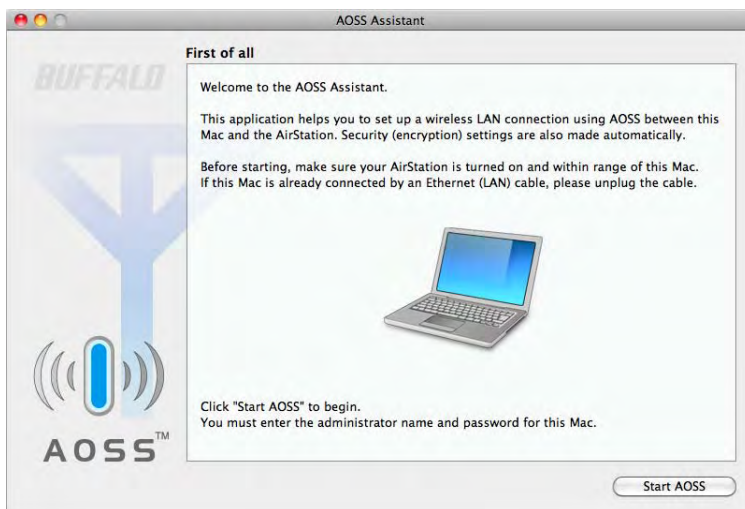 AOSS Assistant
First of all
BUFFALO
Welcome to the AOSS Assistant.
This application helps you to set up a wireless LAN connection using AOSS between this
Mac and the AirStation. Security (encryption) settings are also made automatically.
Before starting, make sure your AirStation is turned on and within range of this Mac.
If this Mac is already connected by an Ethernet (LAN) cable, please unplug the cable.
Click "Start AOSS" to begin.
You must enter the administrator name and password for this Mac.
AOSS™
Start AOSS